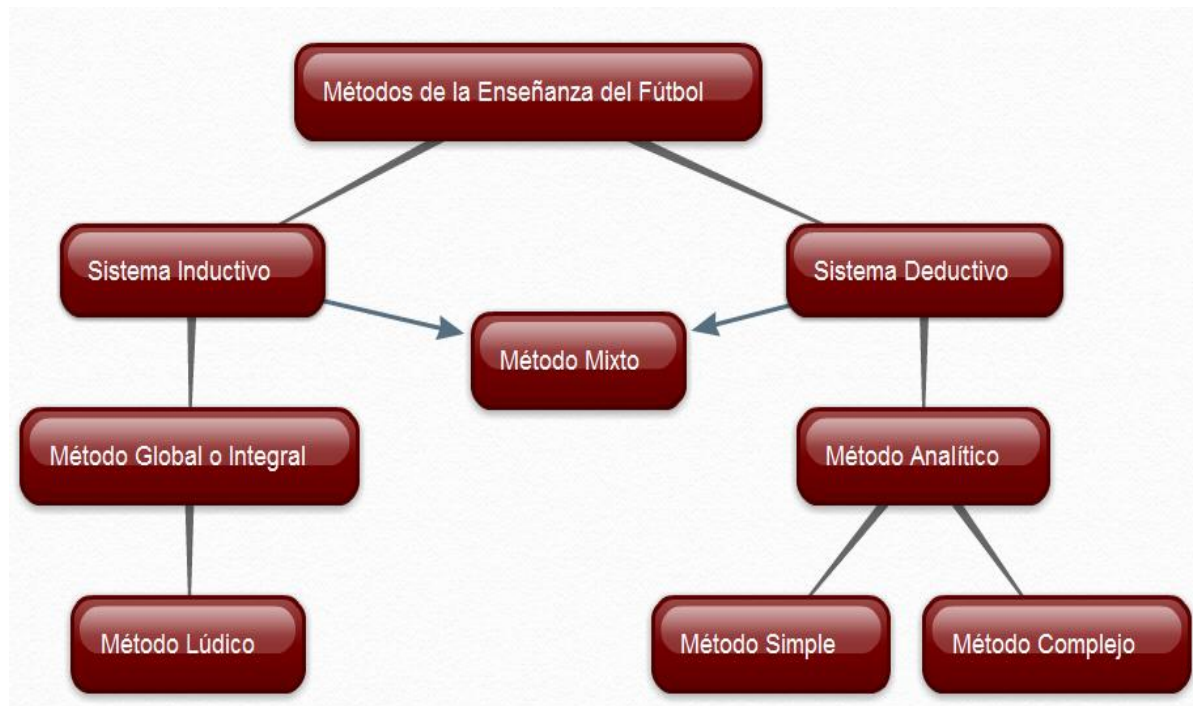 Métodos de la Enseñanza del Fútbol
Sistema Inductivo
Sistema Deductivo
Método Mixto
Método Global o Integral
Método Analítico
Método Lúdico
Método Simple
Método Complejo